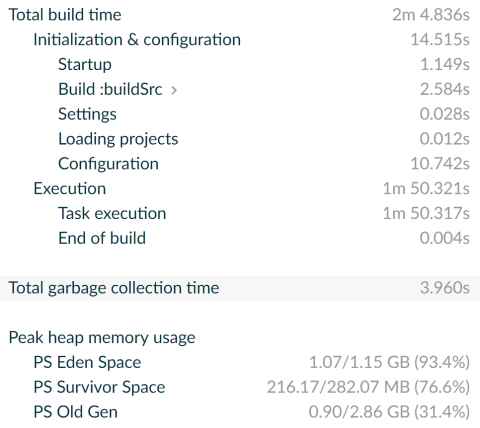 Total build time 2m 4.836s
Initialization & configuration 14.515s
Startup 1.149s
Build :buildSrc > 2.584s
Settings 0.028s
Loading projects 0.012s
Configuration 10.742s
Execution 1m 50.321s
Task execution 1m 50.317s
End of build 0.004s
Total garbage collection time 3.960s
Peak heap memory usage
PS Eden Space 1.07/1.15 GB (93.4%)
PS Survivor Space 216.17/282.07 MB (76.6%)
PS Old Gen 0.90/2.86 GB (31.4%)